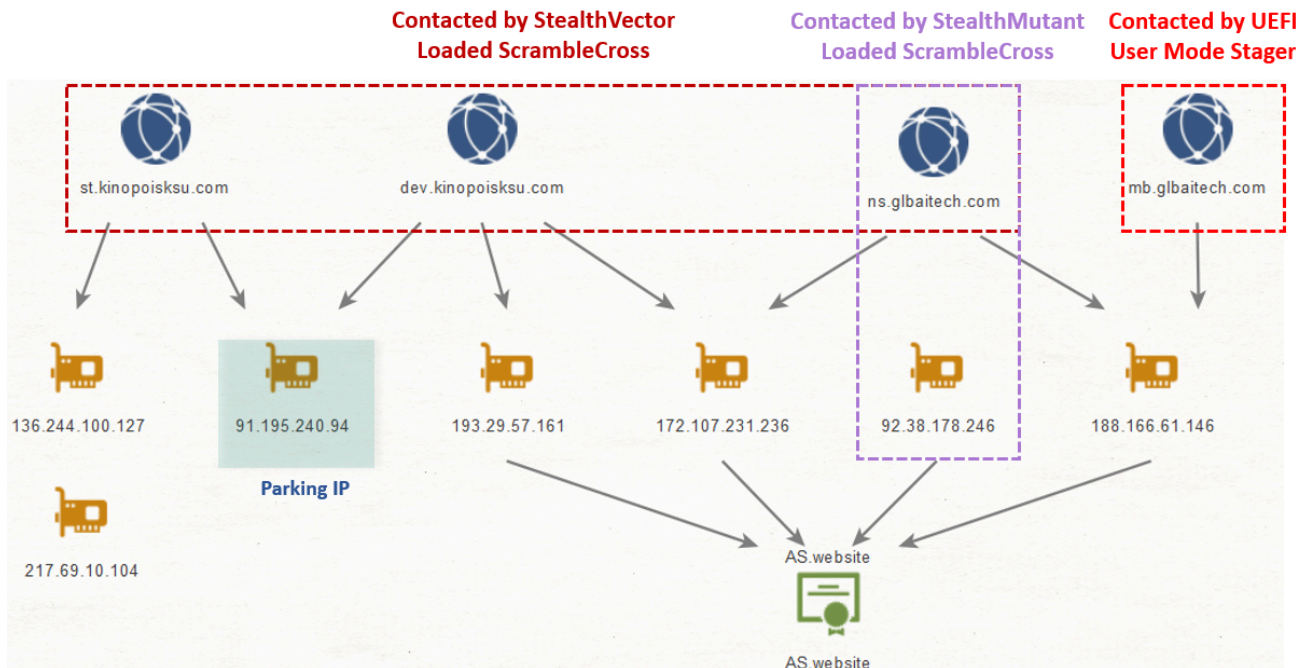 Contacted by StealthVector
Loaded ScrambleCross
Contacted by StealthMutant
Loaded ScrambleCross
Contacted by UEFI
User Mode Stager
st.kinopoisksu.com
dev.kinopoisksu.com
ns.glbaitech.com
mb.glbaitech.com
136.244.100.127
91.195.240.94
193.29.57.161
172.107.231.236
92.38.178.246
188.166.61.146
Parking IP
217.69.10.104
AS.website
AS.website